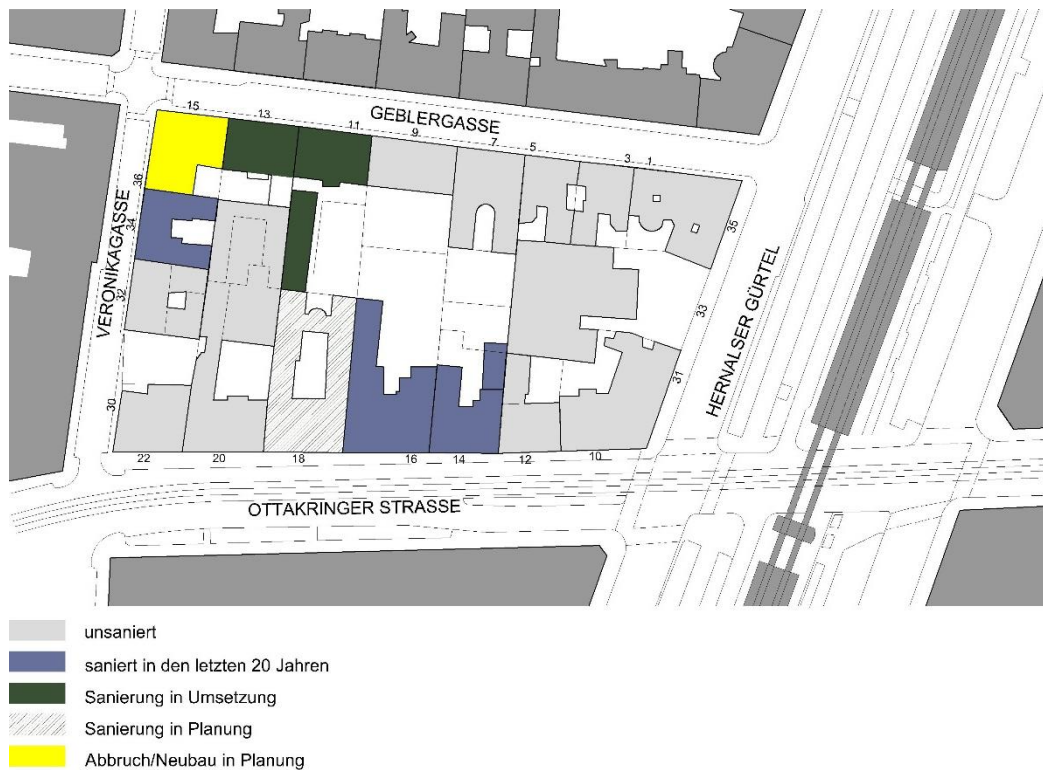 15
13
11
GEBLERGASSE
9
7
5
3
1
36
34
VERONIKAGASSE
32
30
35
33
31
HERNALSER GÜRTEL
22
20
18
16
14
12
10
OTTAKRINGER STRASSE
unsaniert
saniert in den letzten 20 Jahren
Sanierung in Umsetzung
Sanierung in Planung
Abbruch/Neubau in Planung